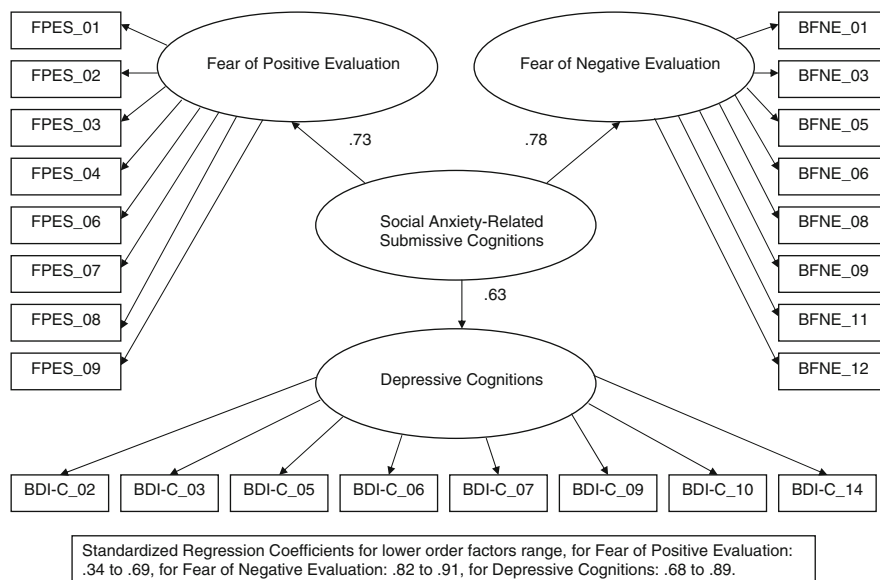 FPES_01
FPES_02
FPES_03
FPES_04
FPES_06
FPES_07
FPES_08
FPES_09
Fear of Positive Evaluation
Fear of Negative Evaluation
BFNE_01
BFNE_03
BFNE_05
BFNE_06
BFNE_08
BFNE_09
BFNE_11
BFNE_12
.73
.78
Social Anxiety-Related
Submissive Cognitions
.63
Depressive Cognitions
BDI-C_02
BDI-C_03
BDI-C_05
BDI-C_06
BDI-C_07
BDI-C_09
BDI-C_10
BDI-C_14
Standardized Regression Coefficients for lower order factors range, for Fear of Positive Evaluation:
.34 to .69, for Fear of Negative Evaluation: .82 to .91, for Depressive Cognitions: .68 to .89.